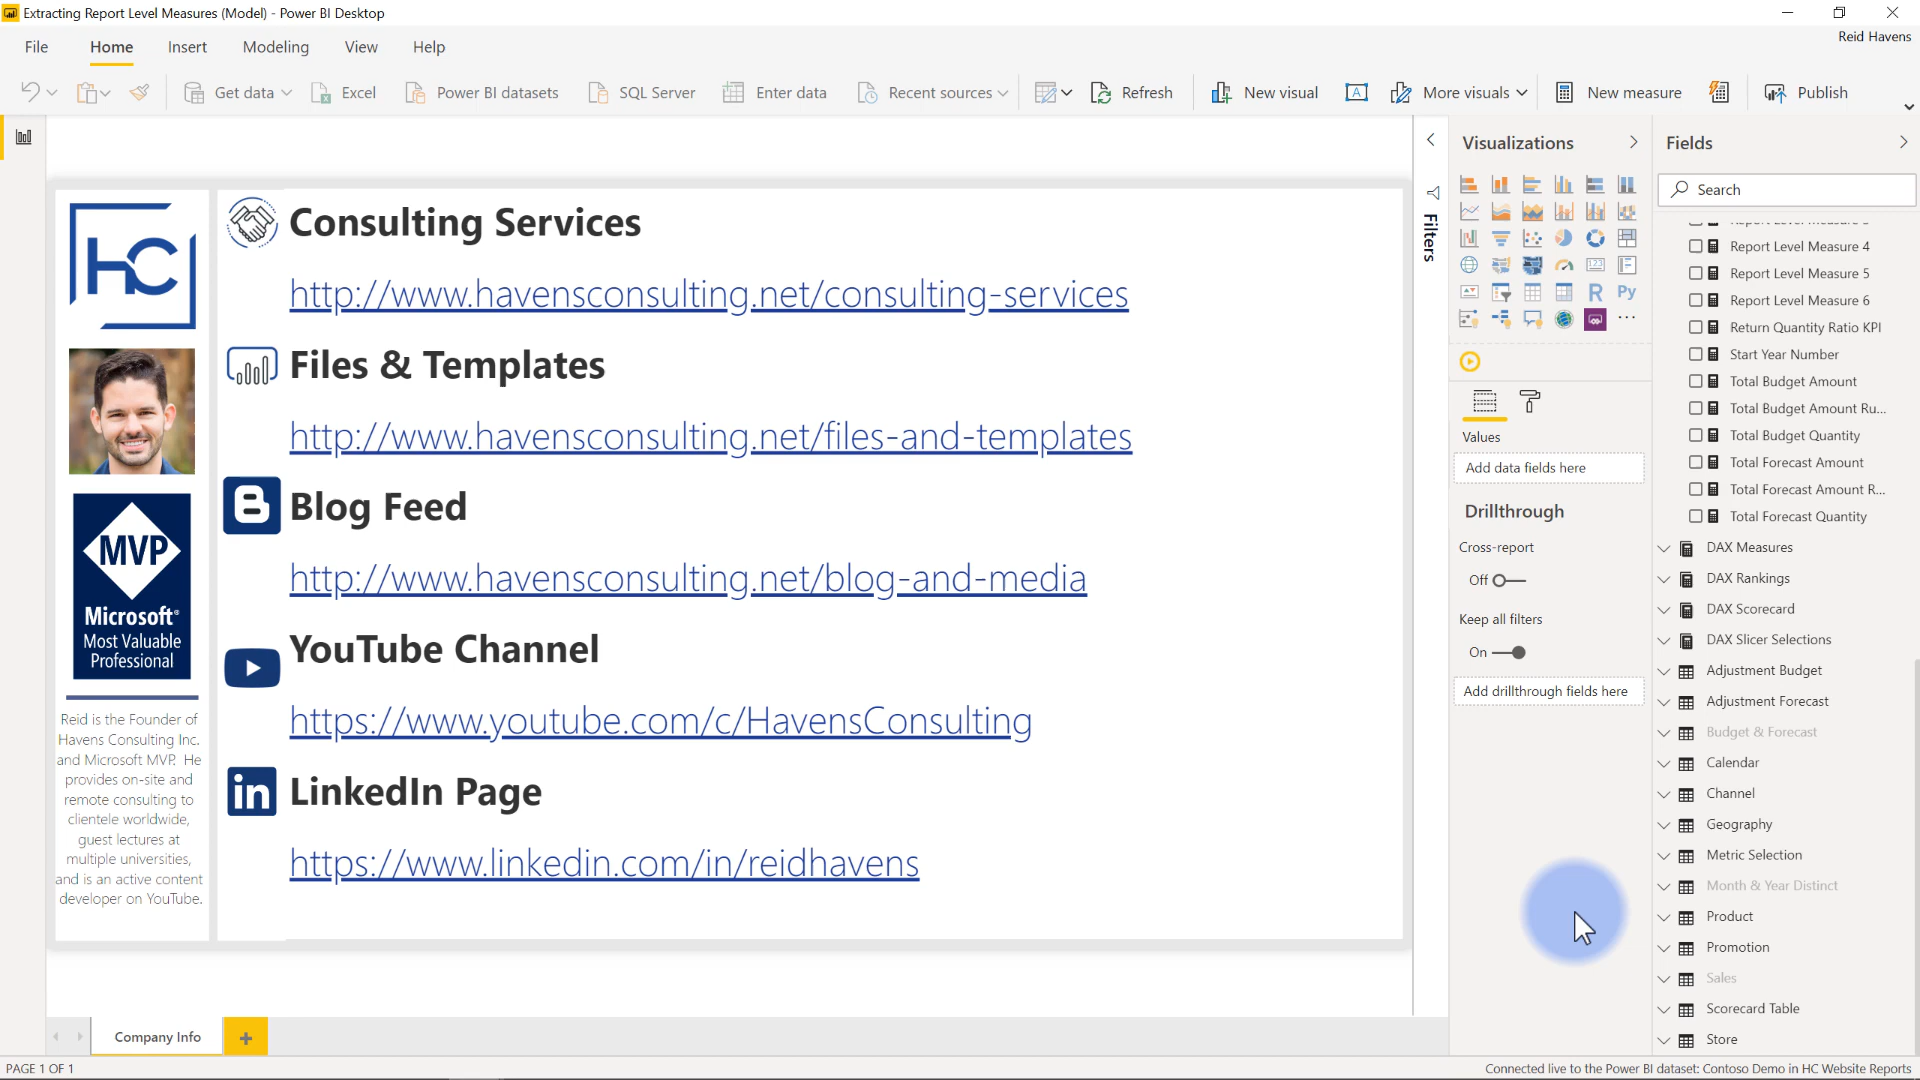 Extracting Report Level Measures (Model) - Power BI Desktop
Reid Havens
File Home Insert Modeling View Help
Get data Excel Power BI datasets SQL Server Enter data Recent sources Refresh New visual More visuals New measure Publish
HC
MVP
Microsoft®
Most Valuable
Professional
Reid is the Founder of
Havens Consulting Inc.
and Microsoft MVP. He
provides on-site and
remote consulting to
clientele worldwide,
guest lectures at
multiple universities,
and is an active content
developer on YouTube.
Consulting Services
http://www.havensconsulting.net/consulting-services
Files & Templates
http://www.havensconsulting.net/files-and-templates
Blog Feed
http://www.havensconsulting.net/blog-and-media
YouTube Channel
https://www.youtube.com/c/HavensConsulting
in LinkedIn Page
https://www.linkedin.com/in/reidhavens
Filters
Visualizations
R Py
Values
Add data fields here
Drillthrough
Cross-report
Off
Keep all filters
On
Add drillthrough fields here
Fields
Search
Report Level Measure 4
Report Level Measure 5
Report Level Measure 6
Return Quantity Ratio KPI
Start Year Number
Total Budget Amount
Total Budget Amount Ru...
Total Budget Quantity
Total Forecast Amount
Total Forecast Amount R...
Total Forecast Quantity
DAX Measures
DAX Rankings
DAX Scorecard
DAX Slicer Selections
Adjustment Budget
Adjustment Forecast
Budget & Forecast
Calendar
Channel
Geography
Metric Selection
Month & Year Distinct
Product
Promotion
Sales
Scorecard Table
Store
Company Info
PAGE 1 OF 1
Connected live to the Power BI dataset: Contoso Demo in HC Website Reports